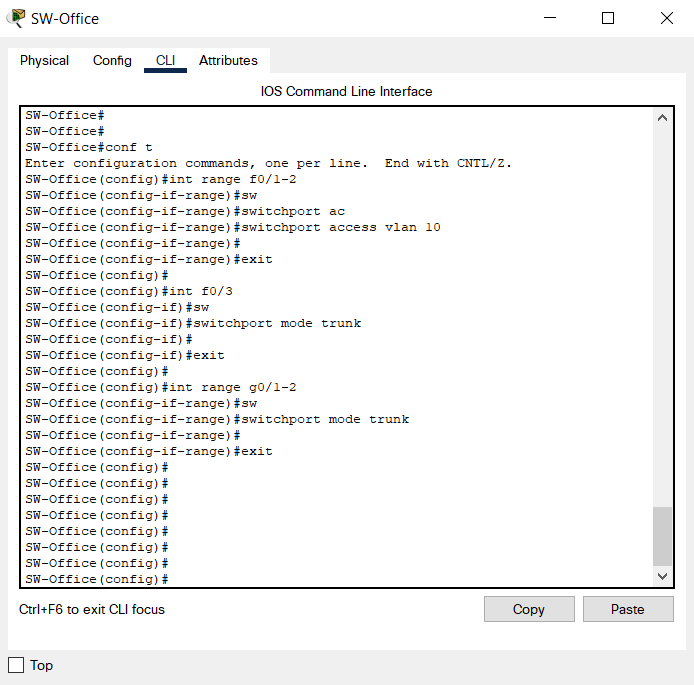 SW-Office
Physical Config CLI Attributes
IOS Command Line Interface
SW-Office#
SW-Office#
SW-Office#conf t
Enter configuration commands, one per line.  End with CNTL/Z.
SW-Office(config)#int range f0/1-2
SW-Office(config-if-range)#sw
SW-Office(config-if-range)#switchport ac
SW-Office(config-if-range)#switchport access vlan 10
SW-Office(config-if-range)#
SW-Office(config-if-range)#exit
SW-Office(config)#
SW-Office(config)#int f0/3
SW-Office(config-if)#sw
SW-Office(config-if)#switchport mode trunk
SW-Office(config-if)#
SW-Office(config-if)#exit
SW-Office(config)#
SW-Office(config)#int range g0/1-2
SW-Office(config-if-range)#sw
SW-Office(config-if-range)#switchport mode trunk
SW-Office(config-if-range)#
SW-Office(config-if-range)#exit
SW-Office(config)#
SW-Office(config)#
SW-Office(config)#
SW-Office(config)#
SW-Office(config)#
SW-Office(config)#
SW-Office(config)#
SW-Office(config)#
Ctrl+F6 to exit CLI focus
Copy Paste
Top